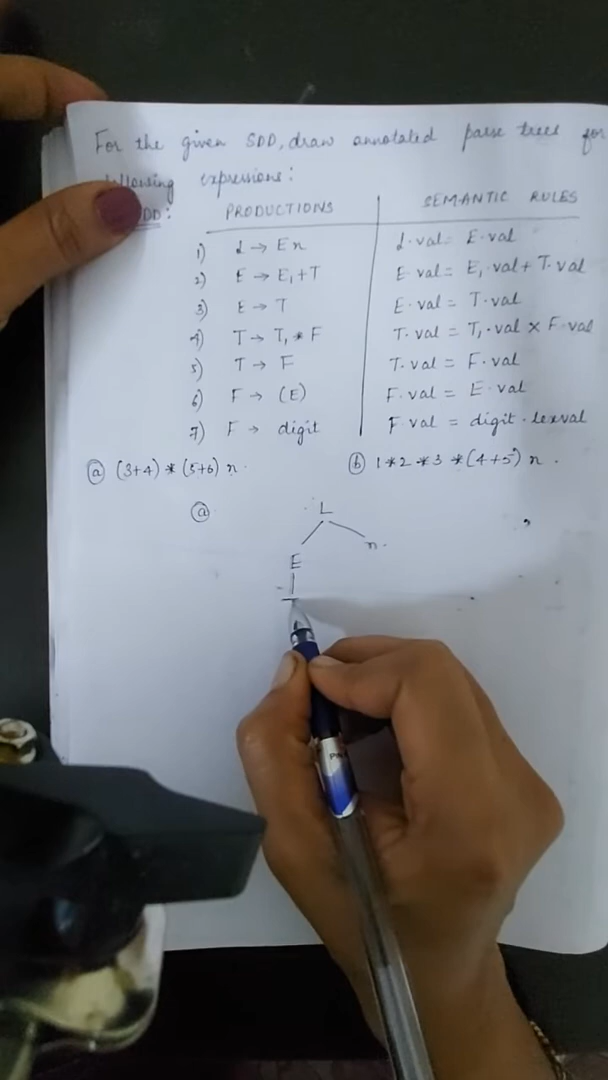 For the given SDD, draw annotated parse trees for
following expressions:
SDD: PRODUCTIONS SEMANTIC RULES
1) L → En L.val = E.val
2) E → E₁+T E.val = E₁.val + T.val
3) E → T E.val = T.val
4) T → T₁ * F T.val = T₁.val × F.val
5) T → F T.val = F.val
6) F → (E) F.val = E.val
7) F → digit F.val = digit.lexval
ⓐ (3+4) * (5+6) n. ⓑ 1 * 2 * 3 * (4+5) n.
ⓐ L
n.
E
T